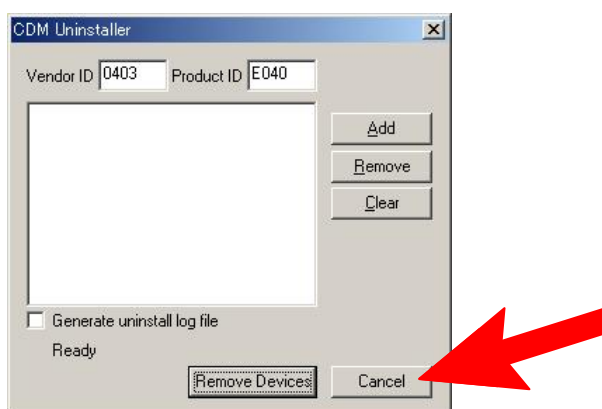 CDM Uninstaller
Vendor ID 0403 Product ID E040
Add
Remove
Clear
Generate uninstall log file
Ready
Remove Devices Cancel